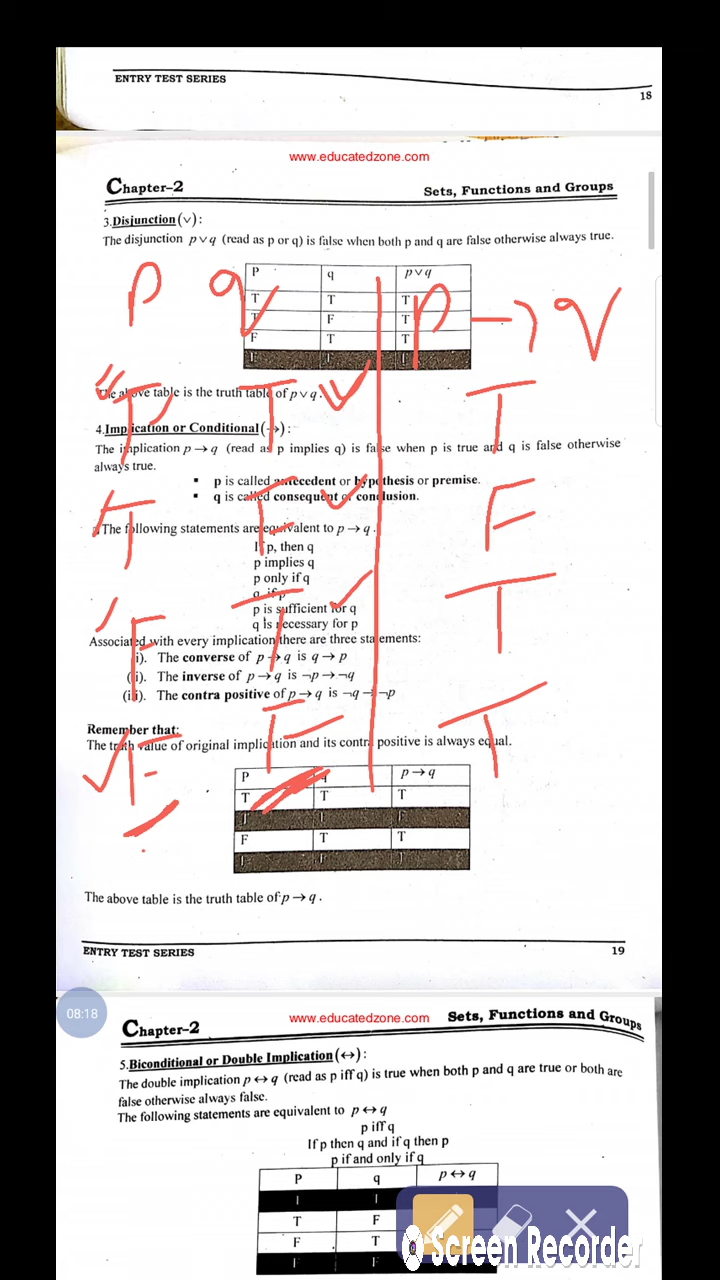 ENTRY TEST SERIES
18
www.educatedzone.com
Chapter–2 Sets, Functions and Groups
3.Disjunction(∨):
The disjunction p∨q (read as p or q) is false when both p and q are false otherwise always true.
P q p∨q
T T T
T F T
F T T
F F F
p q p → q
T T T
T F F
F T T
F F T
The above table is the truth table of p∨q.
4.Implication or Conditional(→):
The implication p→q (read as p implies q) is false when p is true and q is false otherwise
always true.
▪ p is called antecedent or hypothesis or premise.
▪ q is called consequent or conclusion.
The following statements are equivalent to p→q.
If p, then q
p implies q
p only if q
q if p
p is sufficient for q
q is necessary for p
Associated with every implication there are three statements:
(i). The converse of p→q is q→p
(ii). The inverse of p→q is ¬p→¬q
(iii). The contra positive of p→q is ¬q→¬p
Remember that:
The truth value of original implication and its contra positive is always equal.
P q p→q
T T T
T F F
F T T
F F T
The above table is the truth table of p→q.
ENTRY TEST SERIES 19
08:18
www.educatedzone.com
Chapter–2 Sets, Functions and Groups
5.Biconditional or Double Implication(↔):
The double implication p↔q (read as p iff q) is true when both p and q are true or both are
false otherwise always false.
The following statements are equivalent to p↔q
p iff q
If p then q and if q then p
p if and only if q
P q p↔q
T F
F T
F F
Screen Recorder